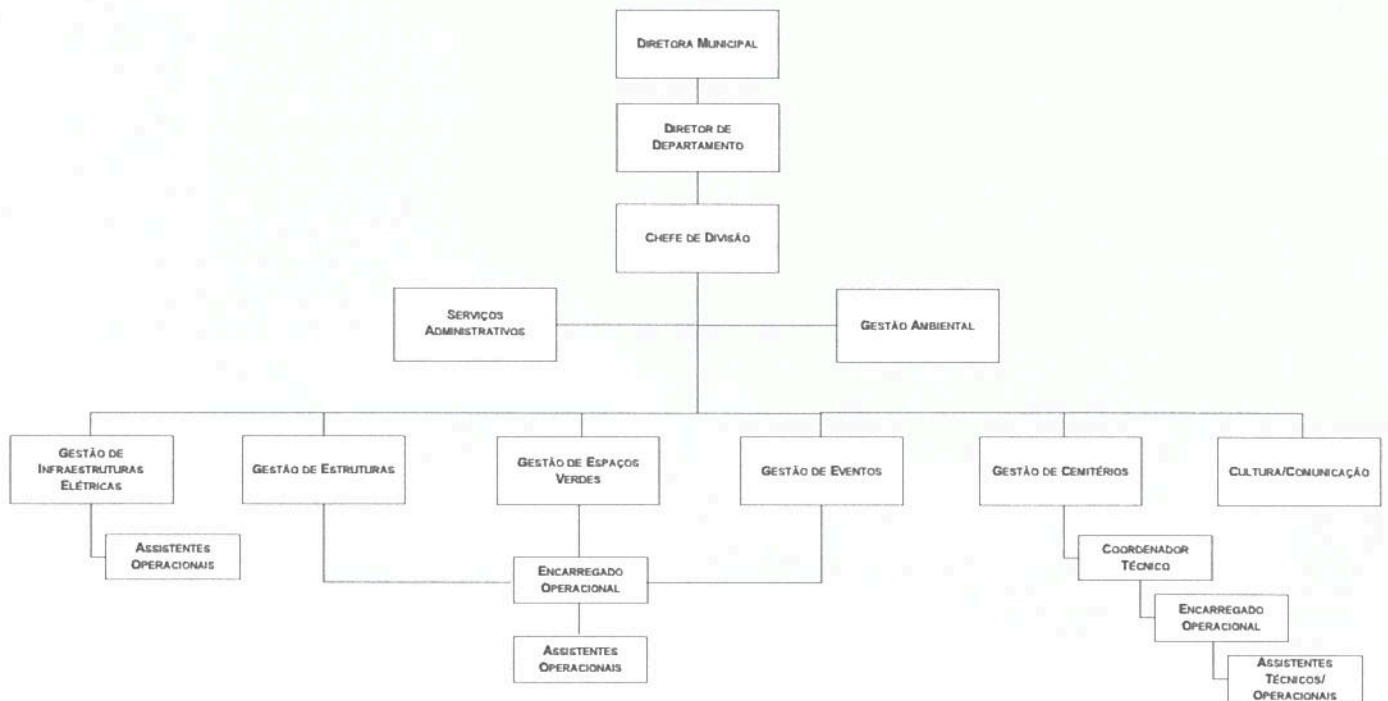 DIRETORA MUNICIPAL
DIRETOR DE
DEPARTAMENTO
CHEFE DE DIVISÃO
SERVIÇOS
ADMINISTRATIVOS
GESTÃO AMBIENTAL
GESTÃO DE
INFRAESTRUTURAS
ELÉTRICAS
GESTÃO DE ESTRUTURAS
GESTÃO DE ESPAÇOS
VERDES
GESTÃO DE EVENTOS
GESTÃO DE CEMITÉRIOS
CULTURA/COMUNICAÇÃO
ASSISTENTES
OPERACIONAIS
ENCARREGADO
OPERACIONAL
ASSISTENTES
OPERACIONAIS
COORDENADOR
TÉCNICO
ENCARREGADO
OPERACIONAL
ASSISTENTES
TÉCNICOS/
OPERACIONAIS